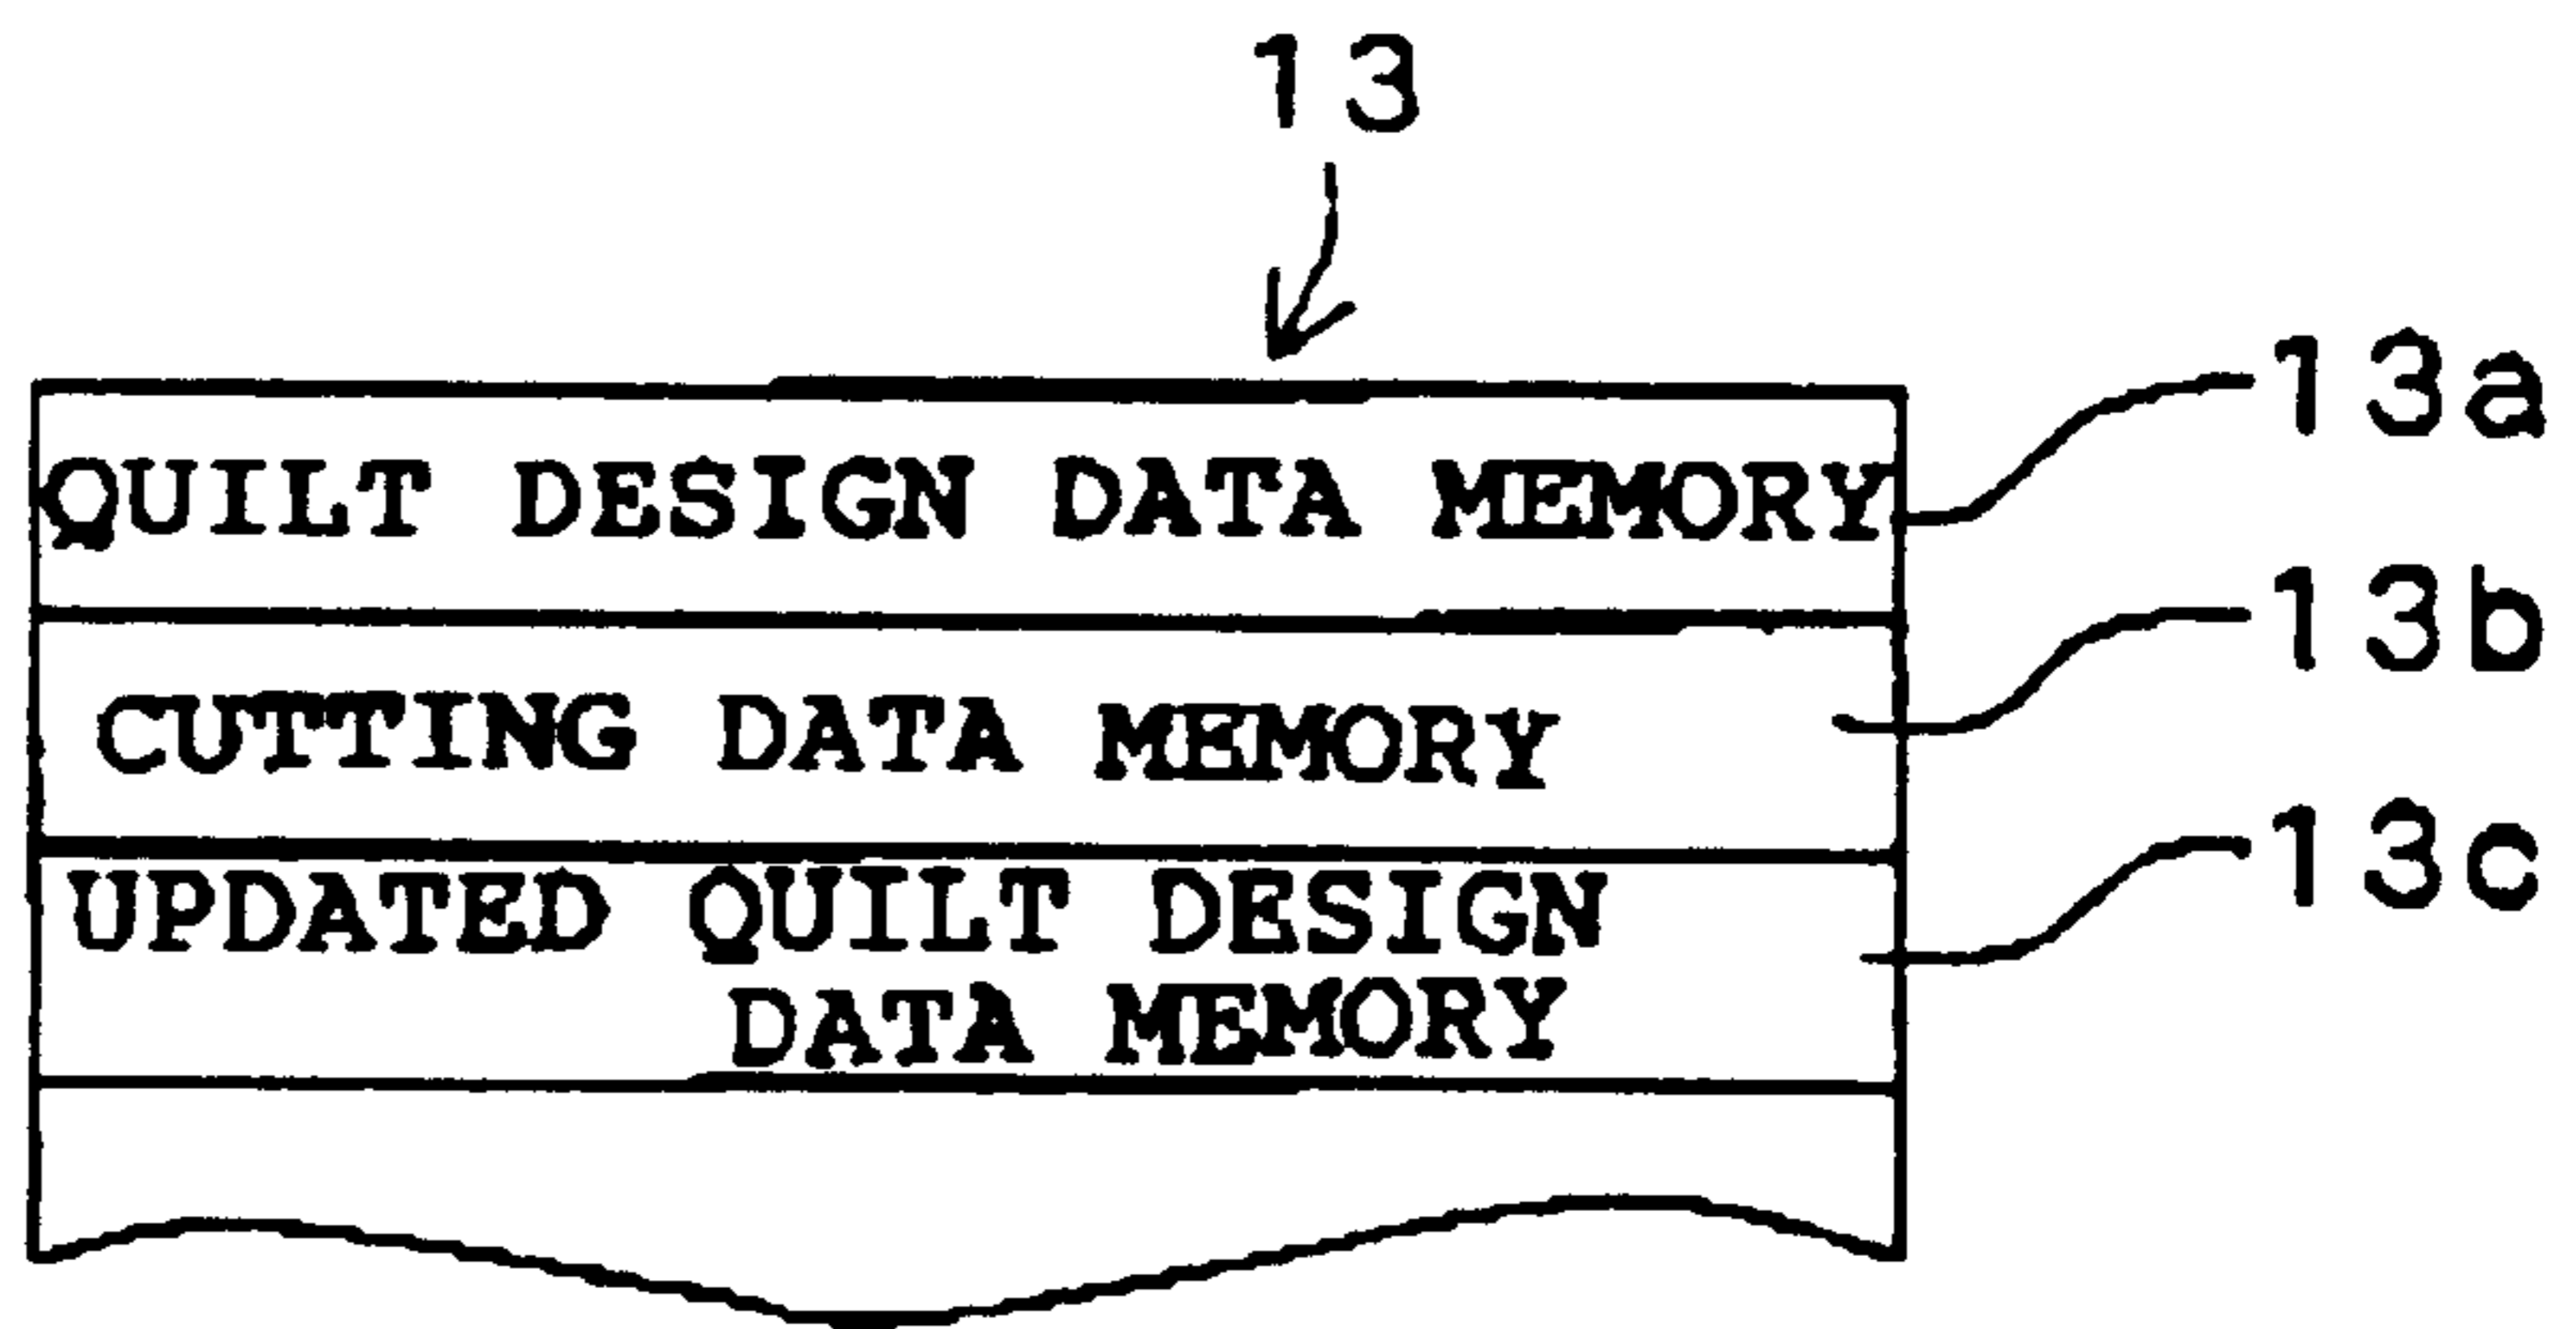 13
QUILT DESIGN DATA MEMORY
13a
CUTTING DATA MEMORY
13b
UPDATED QUILT DESIGN
DATA MEMORY
13c